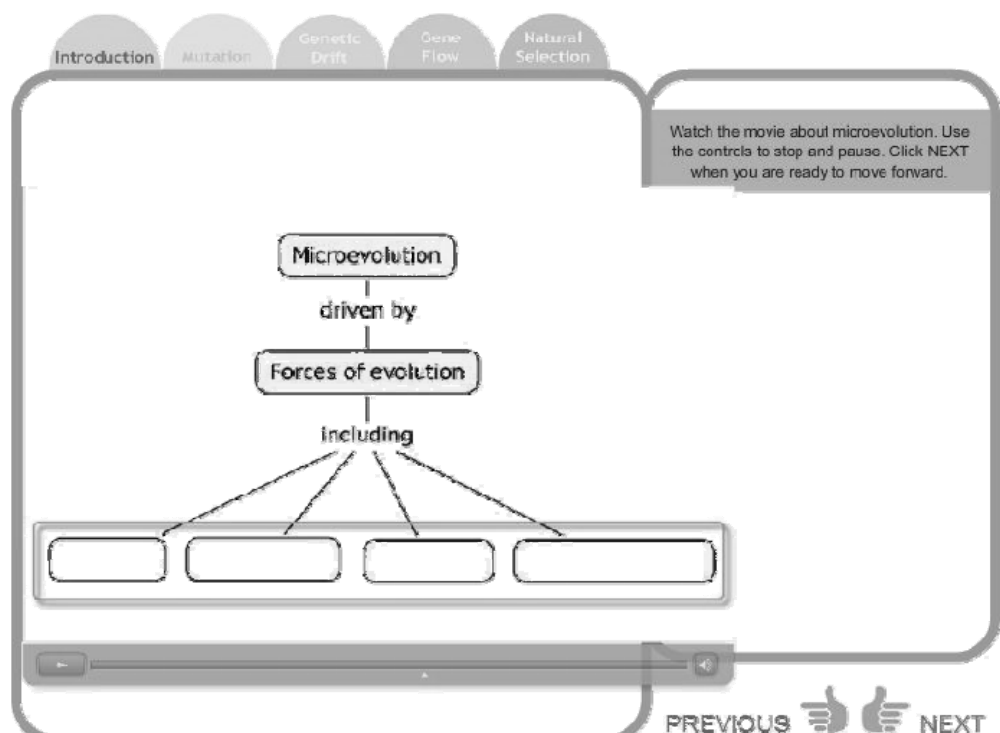 Introduction
Mutation
Genetic
Drift
Gene
Flow
Natural
Selection
Watch the movie about microevolution. Use
the controls to stop and pause. Click NEXT
when you are ready to move forward.
Microevolution
driven by
Forces of evolution
including
PREVIOUS
NEXT